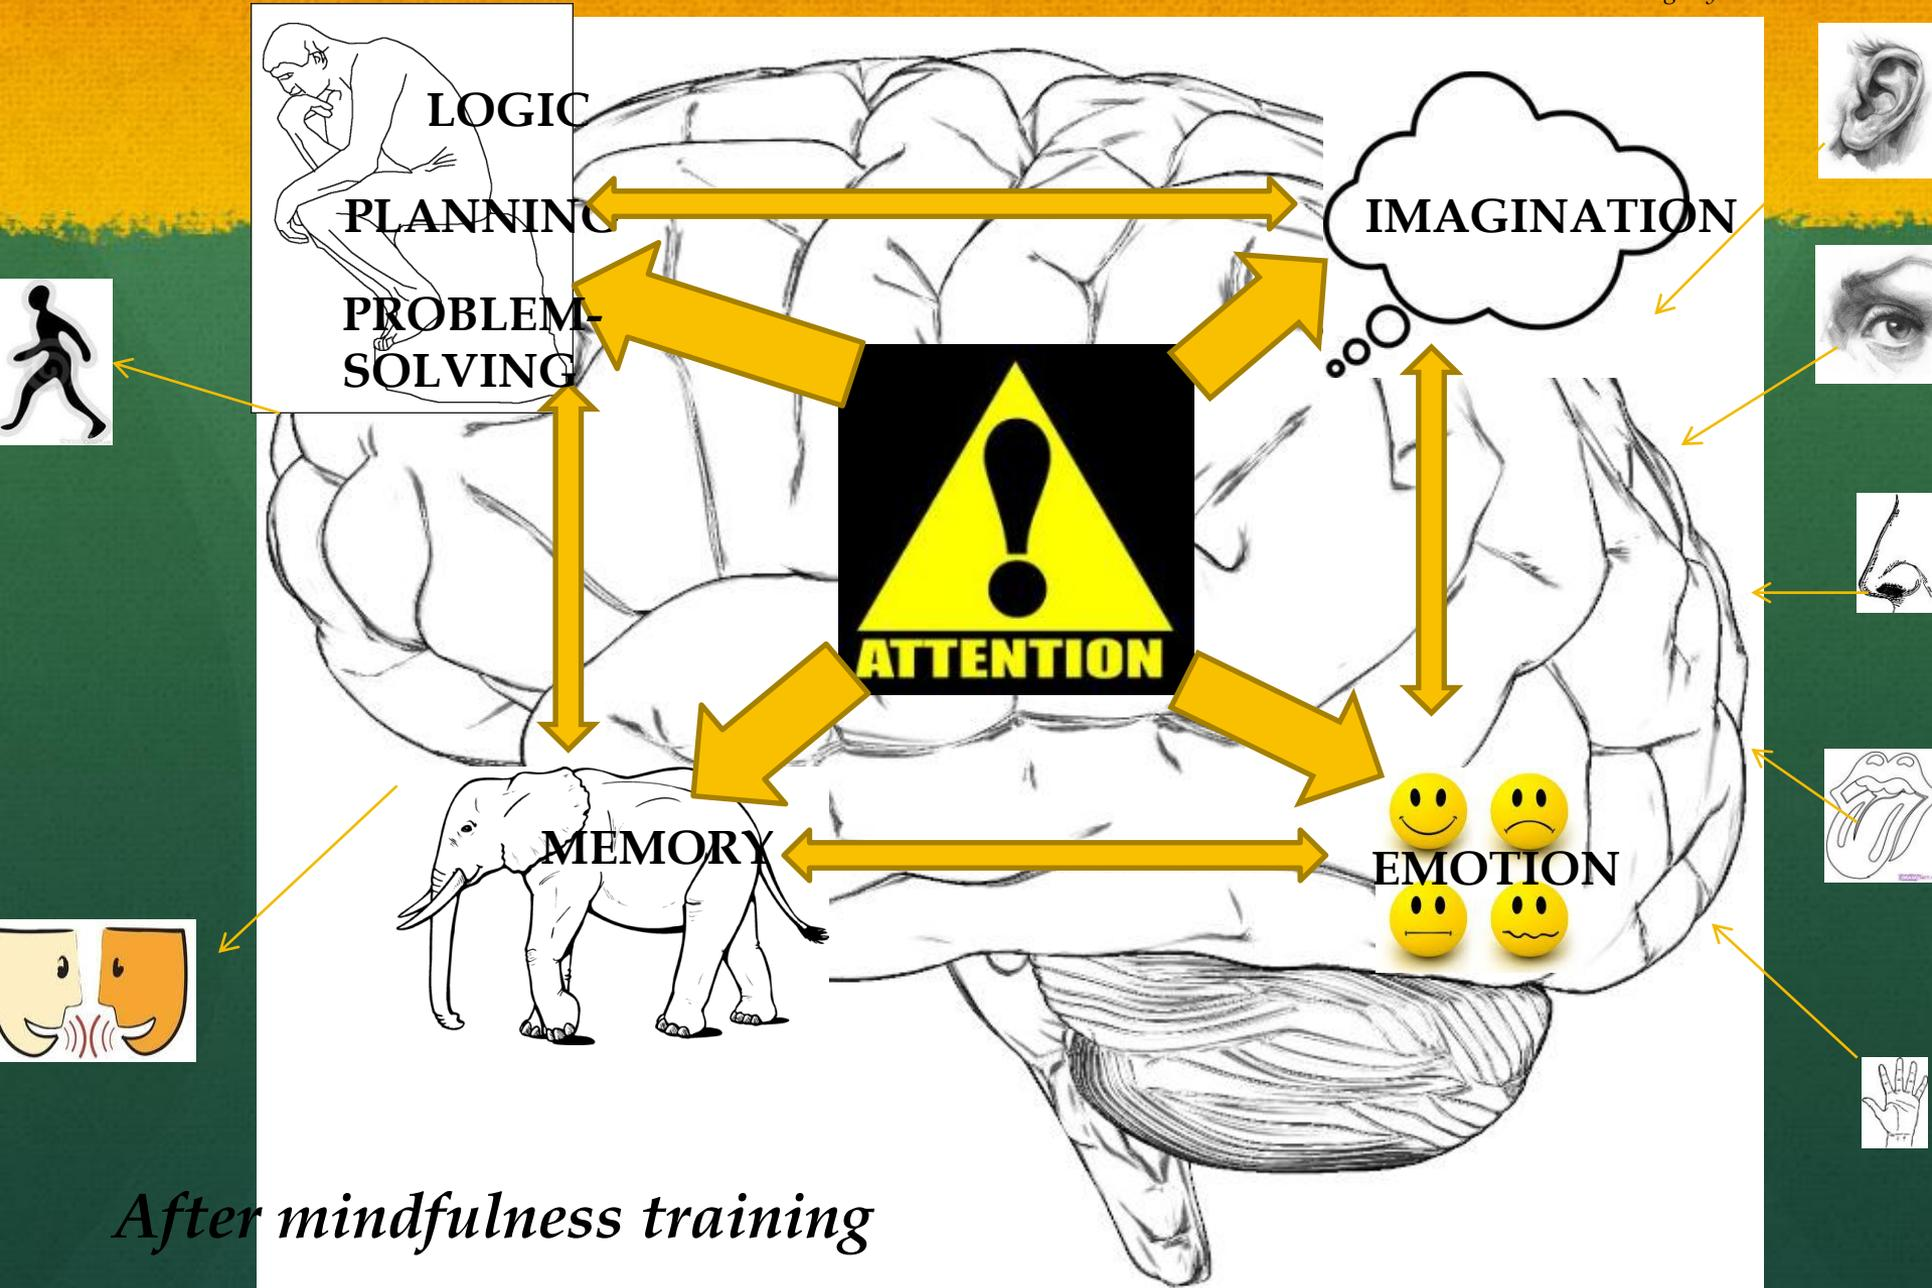 LOGIC
PLANNING
PROBLEM-
SOLVING
IMAGINATION
ATTENTION
MEMORY
EMOTION
After mindfulness training